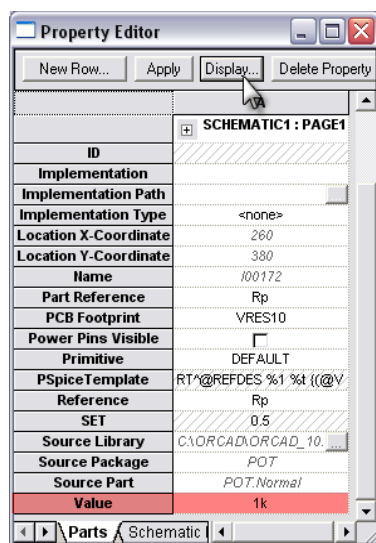 Property Editor
New Row... Apply Display... Delete Property
A
SCHEMATIC1 : PAGE1
ID
Implementation
Implementation Path
Implementation Type <none>
Location X-Coordinate 260
Location Y-Coordinate 380
Name I00172
Part Reference Rp
PCB Footprint VRES10
Power Pins Visible
Primitive DEFAULT
PSpiceTemplate RT^@REFDES %1 %t {(@V
Reference Rp
SET 0.5
Source Library C:\ORCAD\ORCAD_10. ...
Source Package POT
Source Part POT.Normal
Value 1k
Parts Schematic